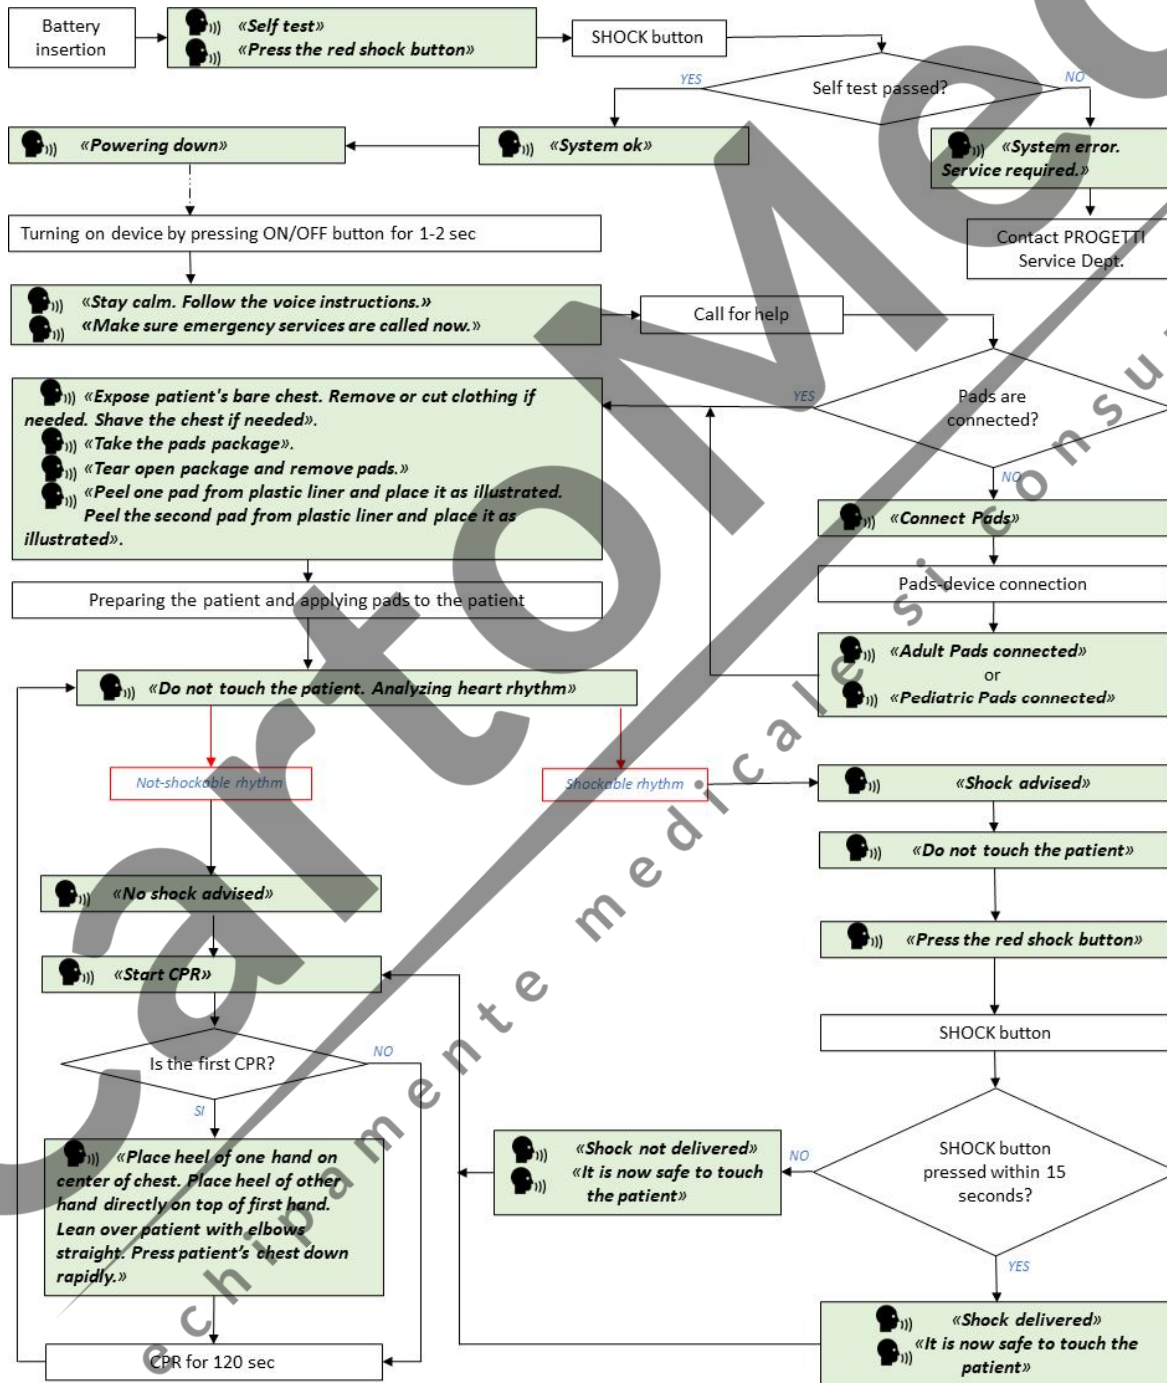 Battery
insertion
«Self test»
«Press the red shock button»
SHOCK button
Self test passed?
YES
NO
«Powering down»
«System ok»
«System error.
Service required.»
Turning on device by pressing ON/OFF button for 1-2 sec
Contact PROGETTI
Service Dept.
«Stay calm. Follow the voice instructions.»
«Make sure emergency services are called now.»
Call for help
Pads are
connected?
YES
NO
«Expose patient's bare chest. Remove or cut clothing if
needed. Shave the chest if needed».
«Take the pads package».
«Tear open package and remove pads.»
«Peel one pad from plastic liner and place it as illustrated.
Peel the second pad from plastic liner and place it as
illustrated».
«Connect Pads»
Pads-device connection
«Adult Pads connected»
or
«Pediatric Pads connected»
Preparing the patient and applying pads to the patient
«Do not touch the patient. Analyzing heart rhythm»
Not-shockable rhythm
Shockable rhythm
«Shock advised»
«Do not touch the patient»
«Press the red shock button»
SHOCK button
«No shock advised»
«Start CPR»
Is the first CPR?
NO
SI
«Place heel of one hand on
center of chest. Place heel of other
hand directly on top of first hand.
Lean over patient with elbows
straight. Press patient's chest down
rapidly.»
CPR for 120 sec
SHOCK button
pressed within 15
seconds?
NO
YES
«Shock not delivered»
«It is now safe to touch
the patient»
«Shock delivered»
«It is now safe to touch the
patient»
CartoMe
echipamente medicale si consu